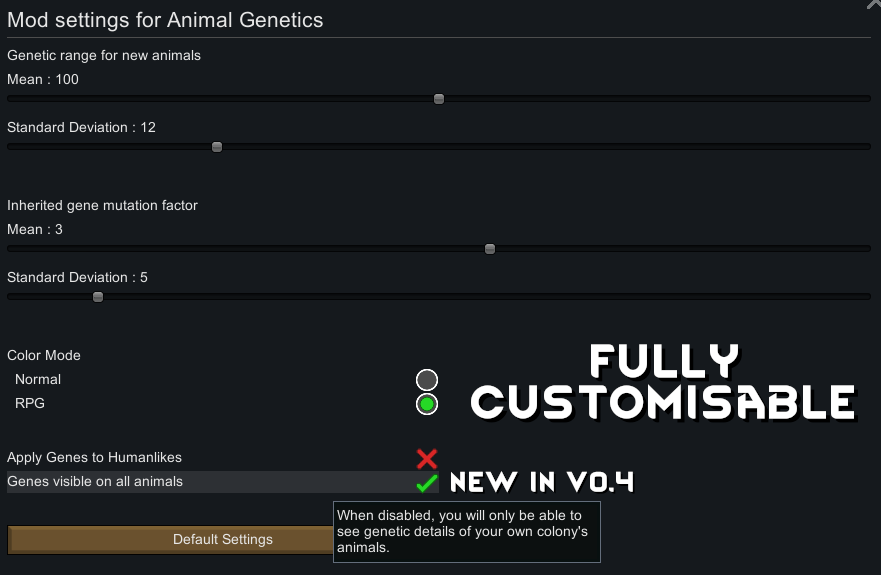 Mod settings for Animal Genetics
Genetic range for new animals
Mean : 100
Standard Deviation : 12
Inherited gene mutation factor
Mean : 3
Standard Deviation : 5
Color Mode
Normal
RPG
FULLY
CUSTOMISABLE
Apply Genes to Humanlikes
Genes visible on all animals
NEW IN V0.4
When disabled, you will only be able to
see genetic details of your own colony's
animals.
Default Settings